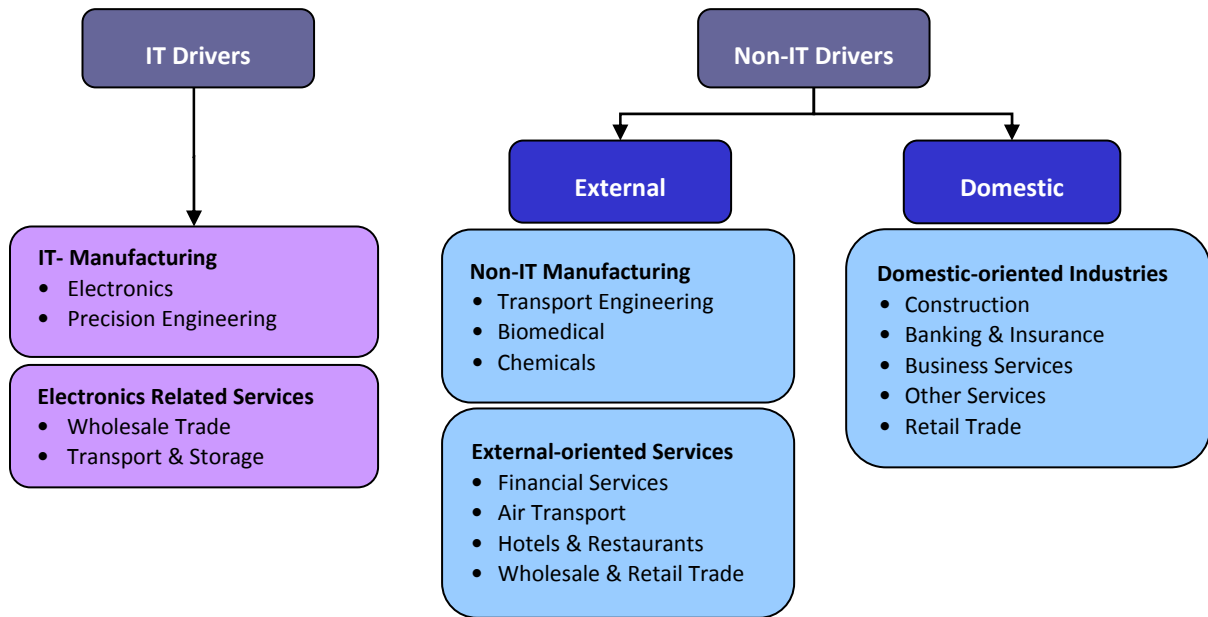 IT Drivers
Non-IT Drivers
External
Domestic
IT- Manufacturing
• Electronics
• Precision Engineering
Electronics Related Services
• Wholesale Trade
• Transport & Storage
Non-IT Manufacturing
• Transport Engineering
• Biomedical
• Chemicals
External-oriented Services
• Financial Services
• Air Transport
• Hotels & Restaurants
• Wholesale & Retail Trade
Domestic-oriented Industries
• Construction
• Banking & Insurance
• Business Services
• Other Services
• Retail Trade